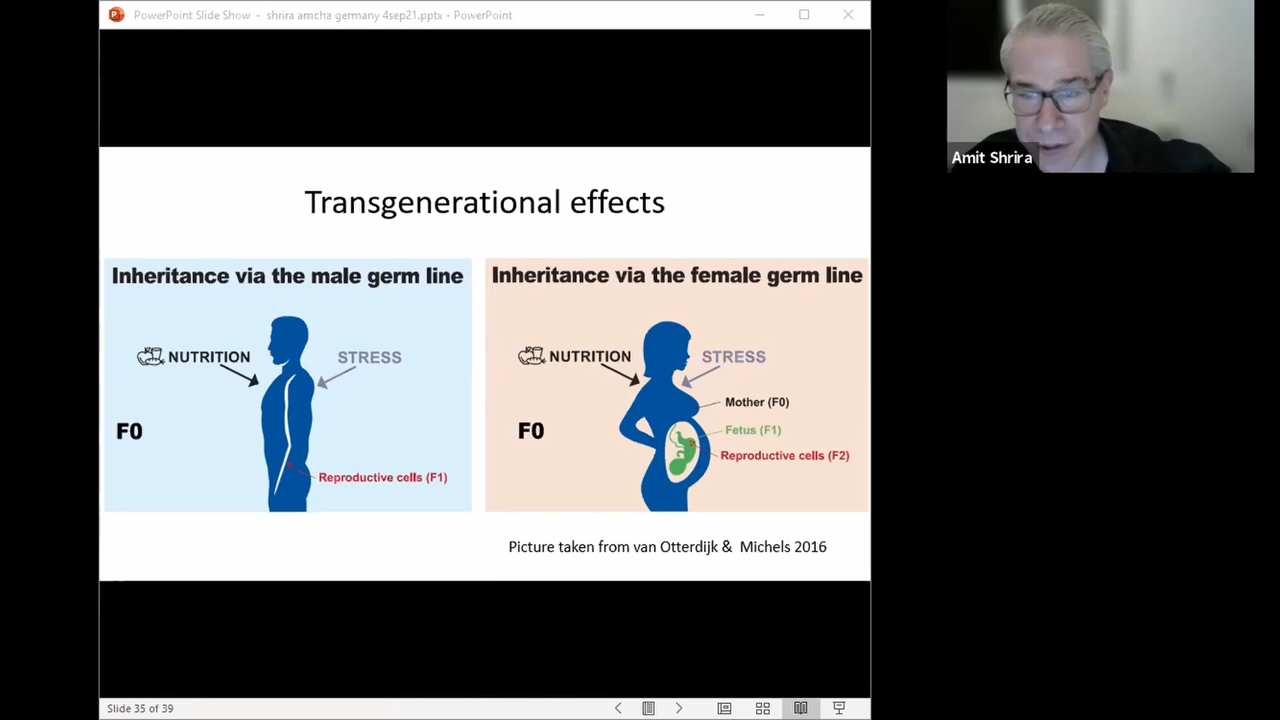 PowerPoint Slide Show - shrira amcha germany 4sep21.pptx - PowerPoint
Amit Shrira
Transgenerational effects
Inheritance via the male germ line
NUTRITION
STRESS
F0
Reproductive cells (F1)
Inheritance via the female germ line
NUTRITION
STRESS
Mother (F0)
F0
Fetus (F1)
Reproductive cells (F2)
Picture taken from van Otterdijk & Michels 2016
Slide 35 of 39